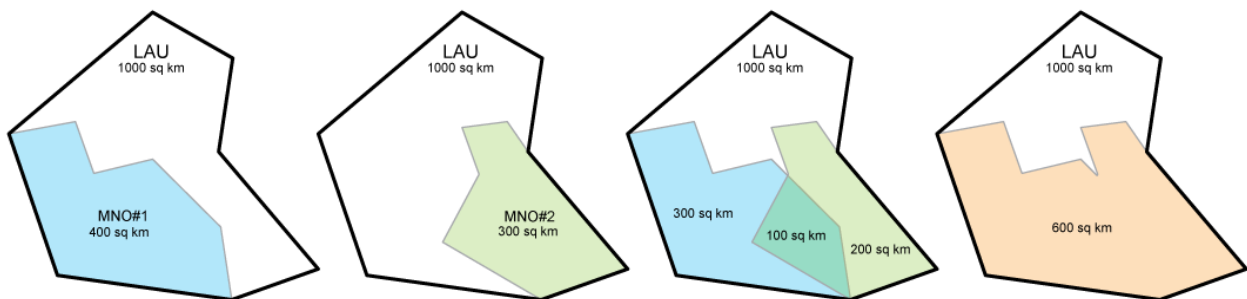 LAU
1000 sq km
MNO#1
400 sq km
LAU
1000 sq km
MNO#2
300 sq km
LAU
1000 sq km
300 sq km
100 sq km
200 sq km
LAU
1000 sq km
600 sq km